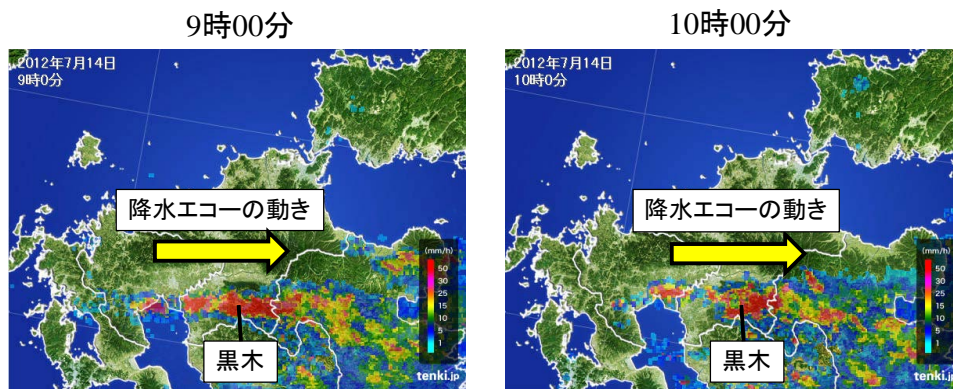 9時00分
2012年7月14日
9時0分
降水エコーの動き
(mm/h)
50
30
25
20
15
10
5
1
黒木
tenki.jp
10時00分
2012年7月14日
10時0分
降水エコーの動き
(mm/h)
50
30
25
20
15
10
5
1
黒木
tenki.jp